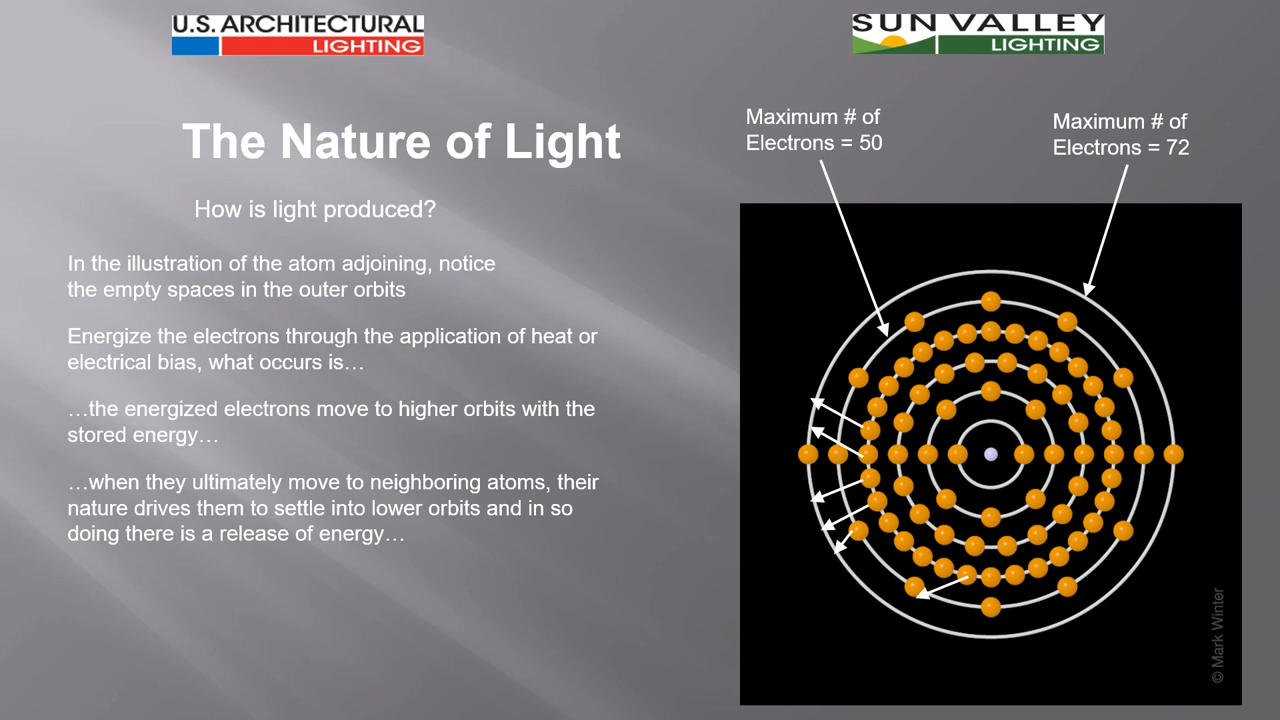 U.S. ARCHITECTURAL
LIGHTING
SUN VALLEY
LIGHTING
The Nature of Light
How is light produced?
In the illustration of the atom adjoining, notice
the empty spaces in the outer orbits
Energize the electrons through the application of heat or
electrical bias, what occurs is…
…the energized electrons move to higher orbits with the
stored energy…
…when they ultimately move to neighboring atoms, their
nature drives them to settle into lower orbits and in so
doing there is a release of energy…
Maximum # of
Electrons = 50
Maximum # of
Electrons = 72
© Mark Winter